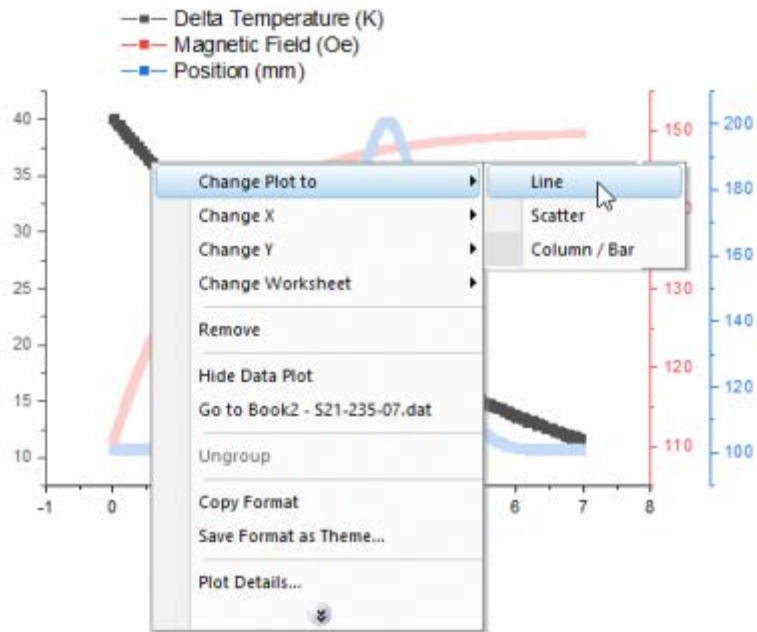 Delta Temperature (K)
Magnetic Field (Oe)
Position (mm)
40
35
30
25
20
15
10
150
130
120
110
200
180
160
140
120
100
-1
0
6
7
8
Change Plot to
Change X
Change Y
Change Worksheet
Remove
Hide Data Plot
Go to Book2 - S21-235-07.dat
Ungroup
Copy Format
Save Format as Theme...
Plot Details...
Line
Scatter
Column / Bar